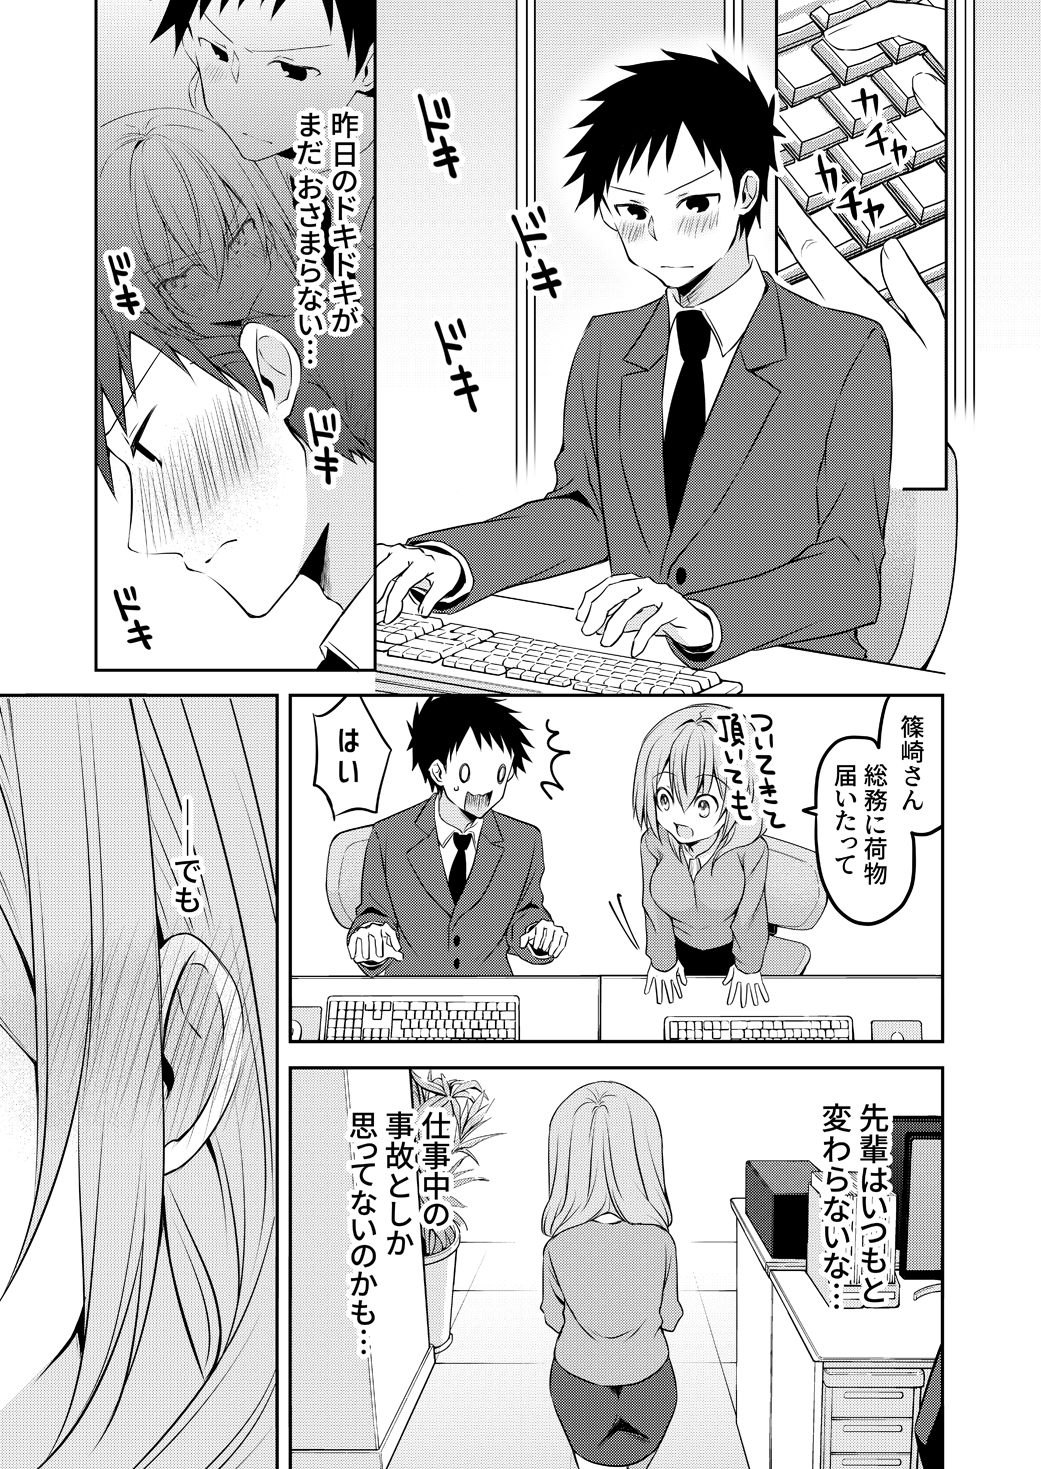 カチャ
カチャ
ドキ
ドキ
ドキ
昨日のドキドキが
まだ おさまらない…
ドキ
ドキ
ドキ
篠崎さん
総務に荷物
届いたって
ついてきて
頂いても
はい
先輩はいつもと
変わらないな…
仕事中の
事故としか
思ってないのかも…
―でも